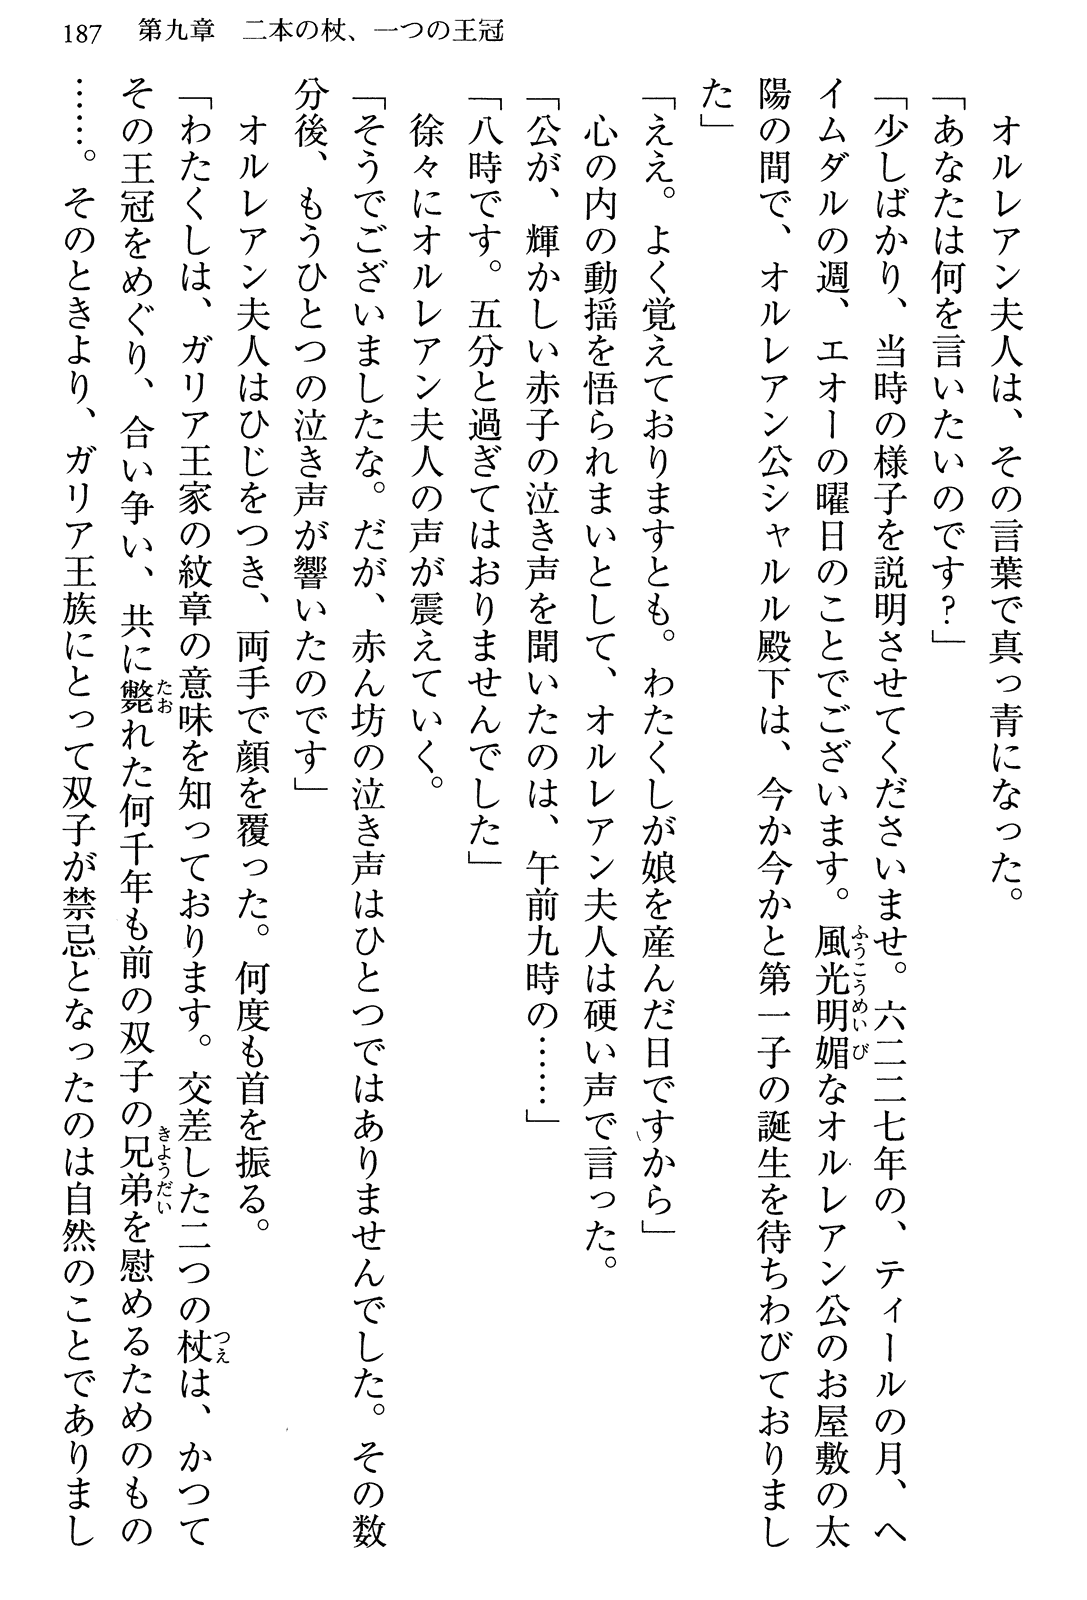 187 第九章 二本の杖、一つの王冠
オルレアン夫人は、その言葉で真っ青になった。
「あなたは何を言いたいのです?」
「少しばかり、当時の様子を説明させてくださいませ。六二二七年の、ティールの月、ヘ
イムダルの週、エオーの曜日のことでございます。風光明媚なオルレアン公のお屋敷の太
陽の間で、オルレアン公シャルル殿下は、今か今かと第一子の誕生を待ちわびておりまし
た」
「ええ。よく覚えておりますとも。わたくしが娘を産んだ日ですから」
心の内の動揺を悟られまいとして、オルレアン夫人は硬い声で言った。
「公が、輝かしい赤子の泣き声を聞いたのは、午前九時の……」
「八時です。五分と過ぎてはおりませんでした」
徐々にオルレアン夫人の声が震えていく。
「そうでございましたな。だが、赤ん坊の泣き声はひとつではありませんでした。その数
分後、もうひとつの泣き声が響いたのです」
オルレアン夫人はひじをつき、両手で顔を覆った。何度も首を振る。
「わたくしは、ガリア王家の紋章の意味を知っております。交差した二つの杖は、かつて
その王冠をめぐり、合い争い、共に斃れた何千年も前の双子の兄弟を慰めるためのもの
……。そのときより、ガリア王族にとって双子が禁忌となったのは自然のことでありまし